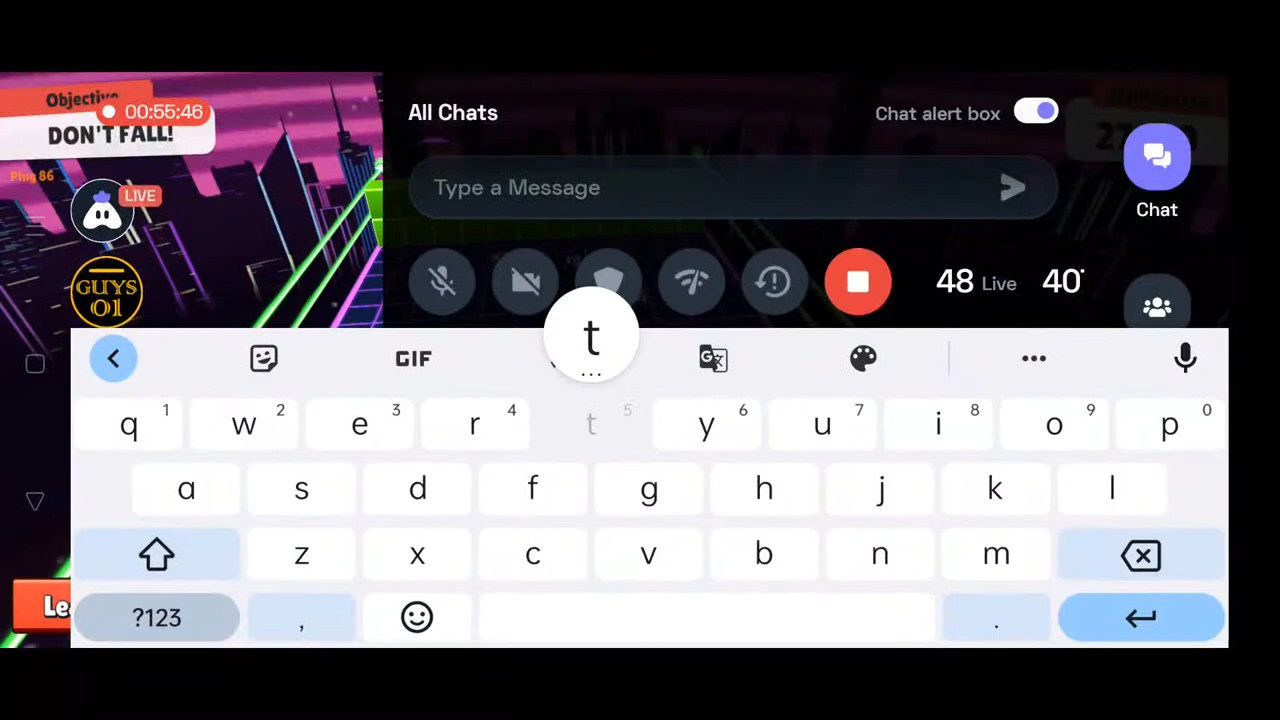 Objective
00:55:46
DON'T FALL!
Ping 86
LIVE
GUYS
01
All Chats
Chat alert box
Type a Message
Chat
48 Live 40
t
...
GIF
q 1 w 2 e 3 r 4 t 5 y 6 u 7 i 8 o 9 p 0
a s d f g h j k l
z x c v b n m
Le
?123 , .